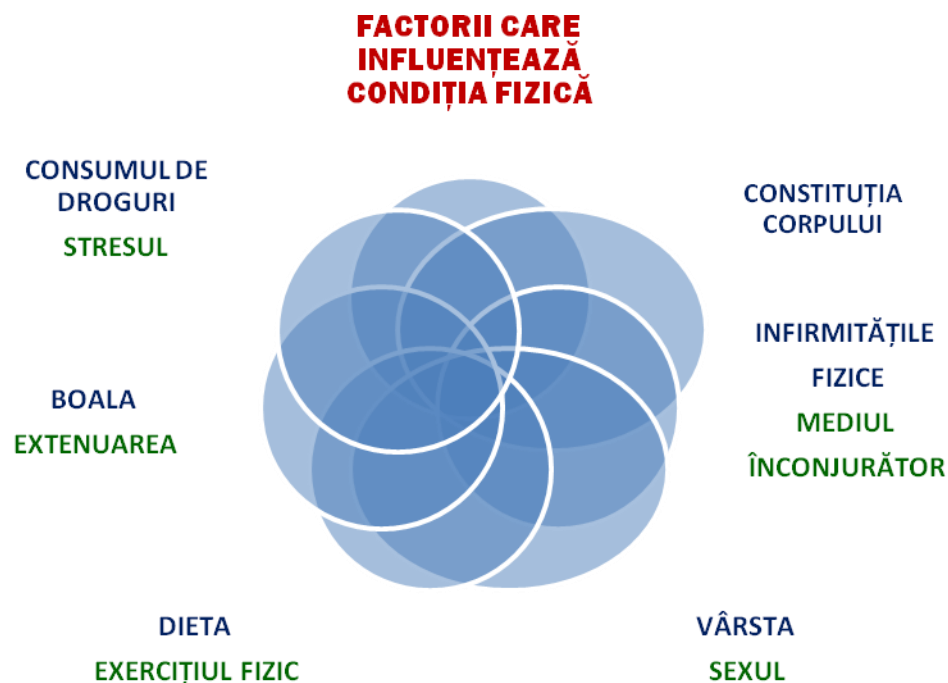 FACTORII CARE
INFLUENȚEAZĂ
CONDIȚIA FIZICĂ
CONSUMUL DE
DROGURI
STRESUL
CONSTITUȚIA
CORPULUI
INFIRMITĂȚILE
FIZICE
MEDIUL
ÎNCONJURĂTOR
BOALA
EXTENUAREA
DIETA
EXERCIȚIUL FIZIC
VÂRSTA
SEXUL